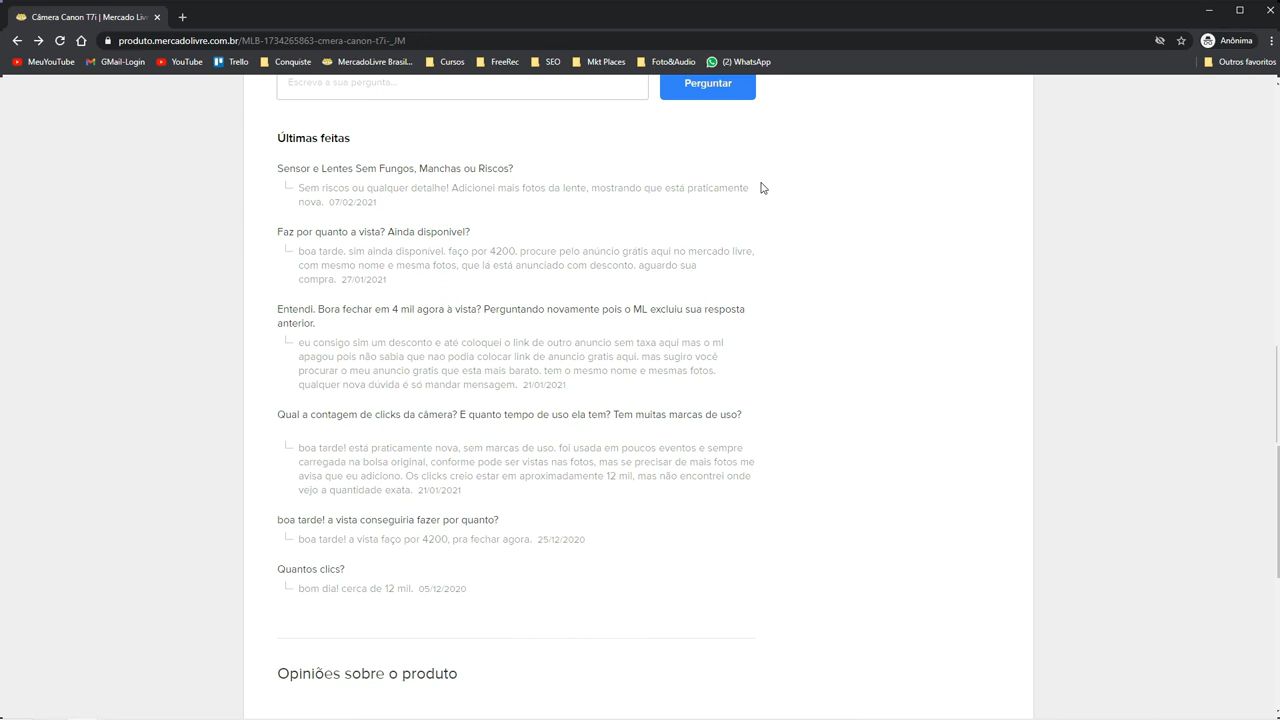 Câmera Canon T7i | Mercado Liv
produto.mercadolivre.com.br/MLB-1734265863-cmera-canon-t7i-_JM
Anônima
MeuYouTube
GMail-Login
YouTube
Trello
Conquiste
MercadoLivre Brasil...
Cursos
FreeRec
SEO
Mkt Places
Foto&Audio
(2) WhatsApp
Outros favoritos
Escreva a sua pergunta...
Perguntar
Últimas feitas
Sensor e Lentes Sem Fungos, Manchas ou Riscos?
Sem riscos ou qualquer detalhe! Adicionei mais fotos da lente, mostrando que está praticamente
nova. 07/02/2021
Faz por quanto a vista? Ainda disponivel?
boa tarde. sim ainda disponível. faço por 4200. procure pelo anúncio grátis aqui no mercado livre,
com mesmo nome e mesma fotos, que lá está anunciado com desconto. aguardo sua
compra. 27/01/2021
Entendi. Bora fechar em 4 mil agora à vista? Perguntando novamente pois o ML excluiu sua resposta
anterior.
eu consigo sim um desconto e até coloquei o link de outro anuncio sem taxa aqui mas o ml
apagou pois não sabia que nao podia colocar link de anuncio gratis aqui. mas sugiro você
procurar o meu anuncio gratis que esta mais barato. tem o mesmo nome e mesmas fotos.
qualquer nova dúvida é só mandar mensagem. 21/01/2021
Qual a contagem de clicks da câmera? E quanto tempo de uso ela tem? Tem muitas marcas de uso?
boa tarde! está praticamente nova, sem marcas de uso. foi usada em poucos eventos e sempre
carregada na bolsa original, conforme pode ser vistas nas fotos, mas se precisar de mais fotos me
avisa que eu adiciono. Os clicks creio estar em aproximadamente 12 mil, mas não encontrei onde
vejo a quantidade exata. 21/01/2021
boa tarde! a vista conseguiria fazer por quanto?
boa tarde! a vista faço por 4200, pra fechar agora. 25/12/2020
Quantos clics?
bom dia! cerca de 12 mil. 05/12/2020
Opiniões sobre o produto